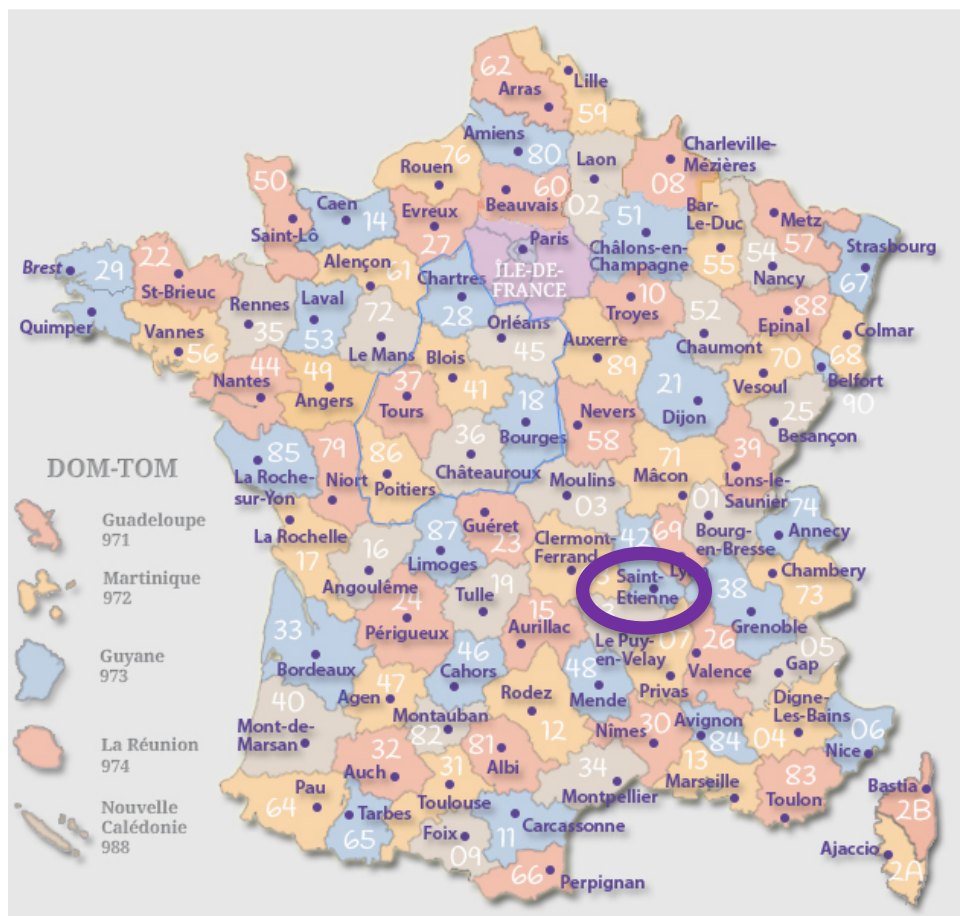 62
Arras
Lille
59
Amiens
80
Rouen
76
Laon
02
Charleville-
Mézières
08
50
Saint-Lô
Caen
14
Evreux
27
60
Beauvais
Paris
ÎLE-DE-
FRANCE
51
Châlons-en-
Champagne
Bar-
Le-Duc
55
54
Nancy
Metz
57
Strasbourg
67
Brest
29
Quimper
22
St-Brieuc
Rennes
35
Laval
53
Alençon
61
72
Le Mans
Chartres
28
Orléans
45
10
Troyes
52
Chaumont
88
Epinal
Colmar
68
Vannes
56
44
Nantes
49
Angers
37
Tours
Blois
41
18
Bourges
Auxerre
89
21
Dijon
70
Vesoul
Belfort
90
25
Besançon
85
La Roche-
sur-Yon
79
Niort
86
Poitiers
36
Châteauroux
Nevers
58
71
Mâcon
39
Lons-le-
Saunier
Moulins
03
01
Bourg-
en-Bresse
74
Annecy
La Rochelle
17
16
Angoulême
87
Limoges
Guéret
23
Clermont-
Ferrand
42
69
Saint-
Etienne
38
Grenoble
Chambery
73
33
Bordeaux
24
Périgueux
19
Tulle
15
Aurillac
Le Puy-
en-Velay
07
Privas
26
Valence
05
Gap
40
Mont-de-
Marsan
47
Agen
46
Cahors
Montauban
82
Rodez
12
48
Mende
30
Nîmes
Avignon
84
04
Digne-
Les-Bains
06
Nice
64
Pau
32
Auch
Tarbes
65
31
Toulouse
81
Albi
34
Montpellier
13
Marseille
83
Toulon
Foix
09
11
Carcassonne
66
Perpignan
Bastia
2B
Ajaccio
2A
DOM-TOM
Guadeloupe
971
Martinique
972
Guyane
973
La Réunion
974
Nouvelle
Calédonie
988